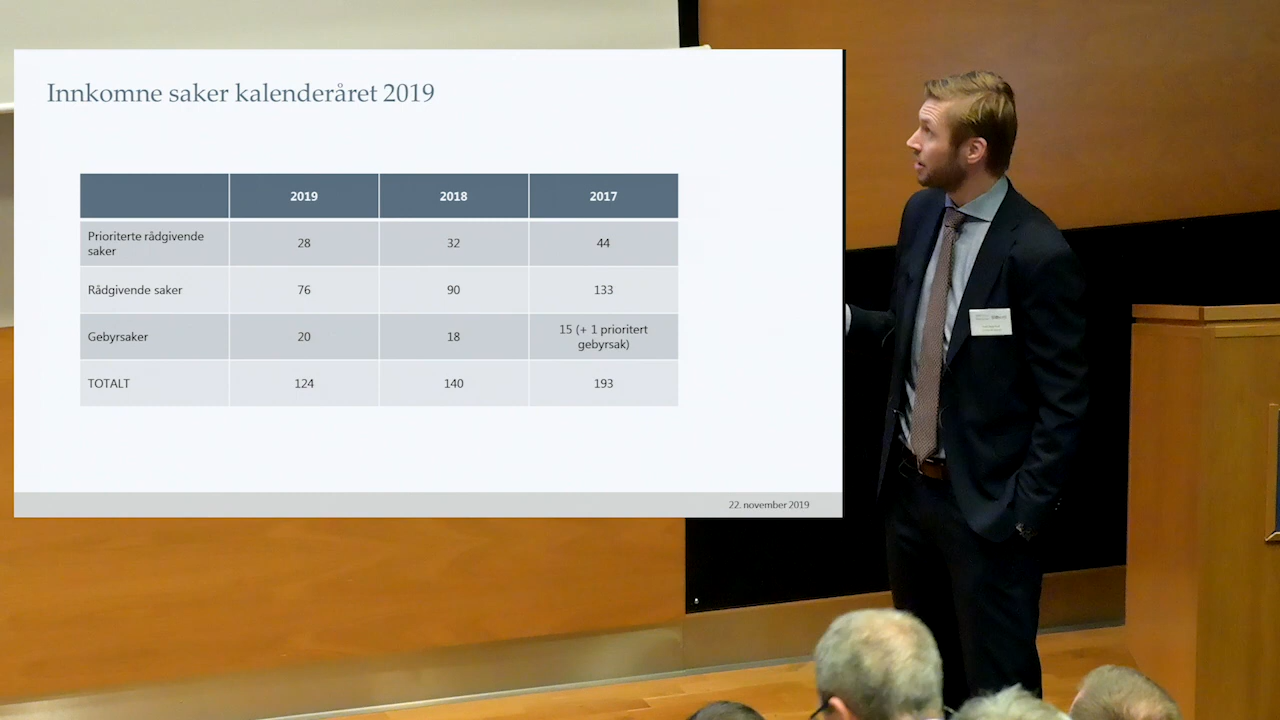 Innkomne saker kalenderåret 2019
2019 2018 2017
Prioriterte rådgivende
saker
28 32 44
Rådgivende saker 76 90 133
Gebyrsaker 20 18
15 (+ 1 prioritert
gebyrsak)
TOTALT 124 140 193
22. november 2019